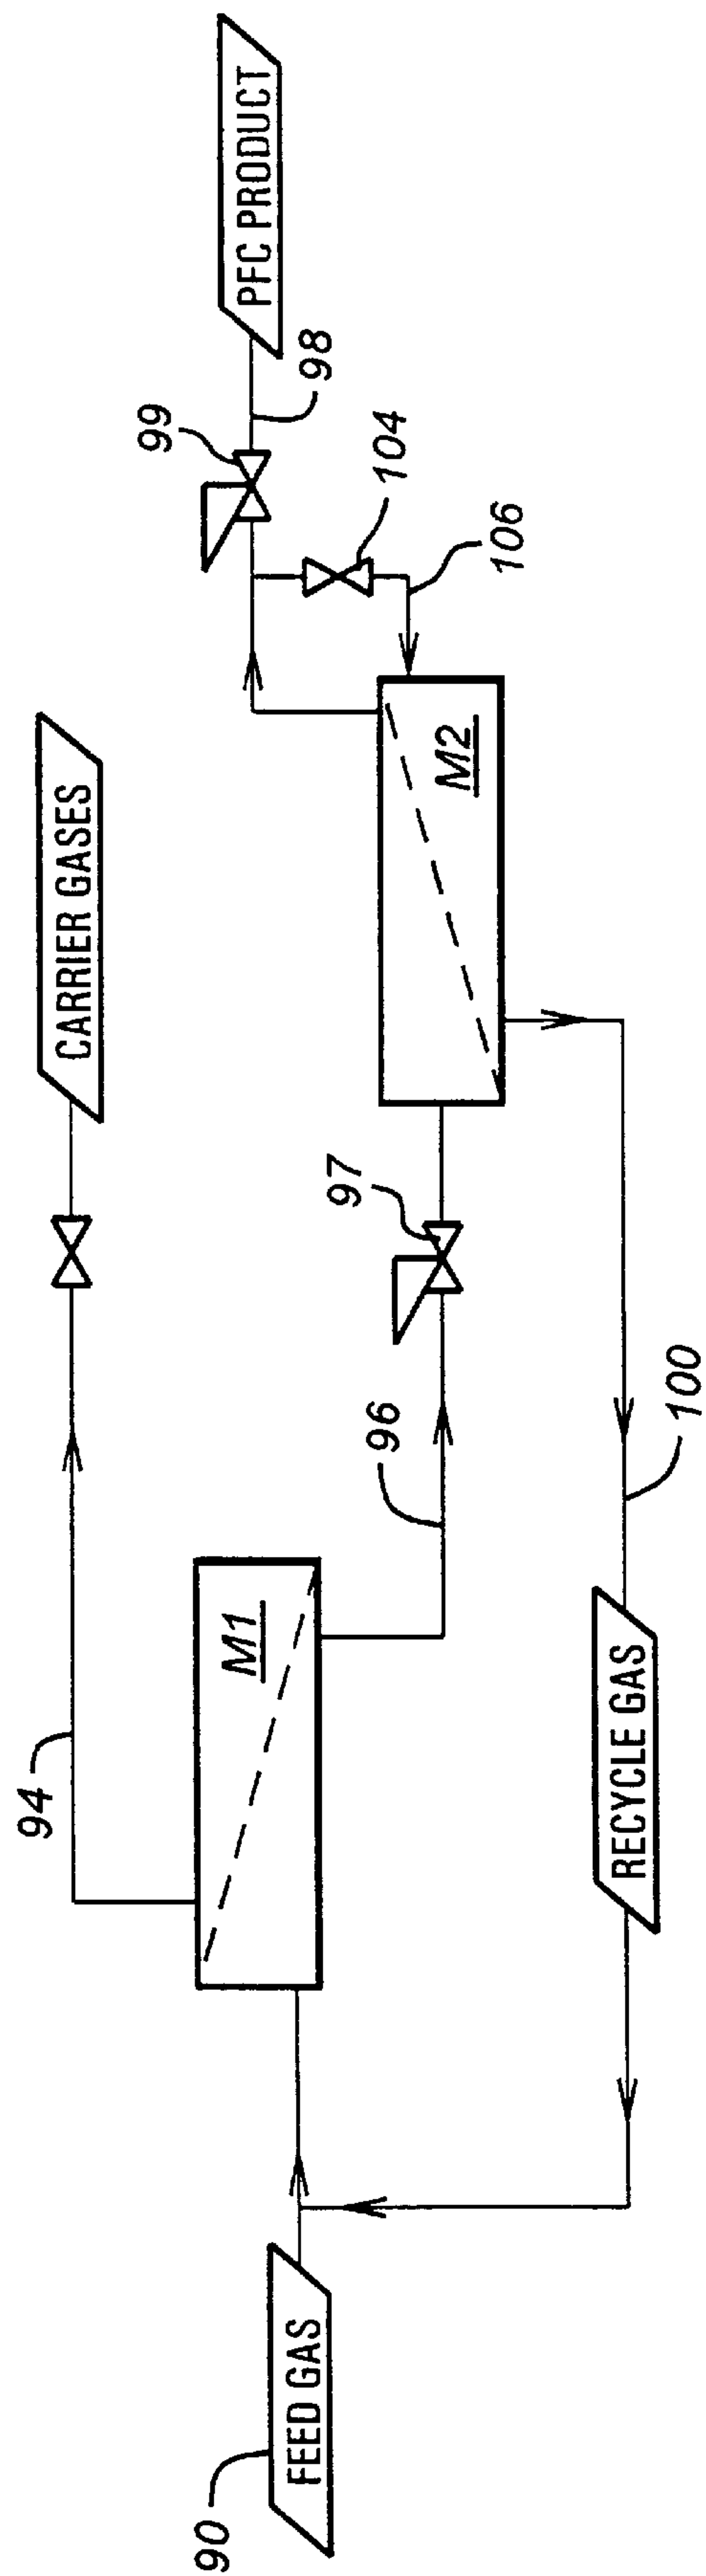 90
FEED GAS
94
M1
CARRIER GASES
96
97
M2
99
98
PFC PRODUCT
104
106
100
RECYCLE GAS